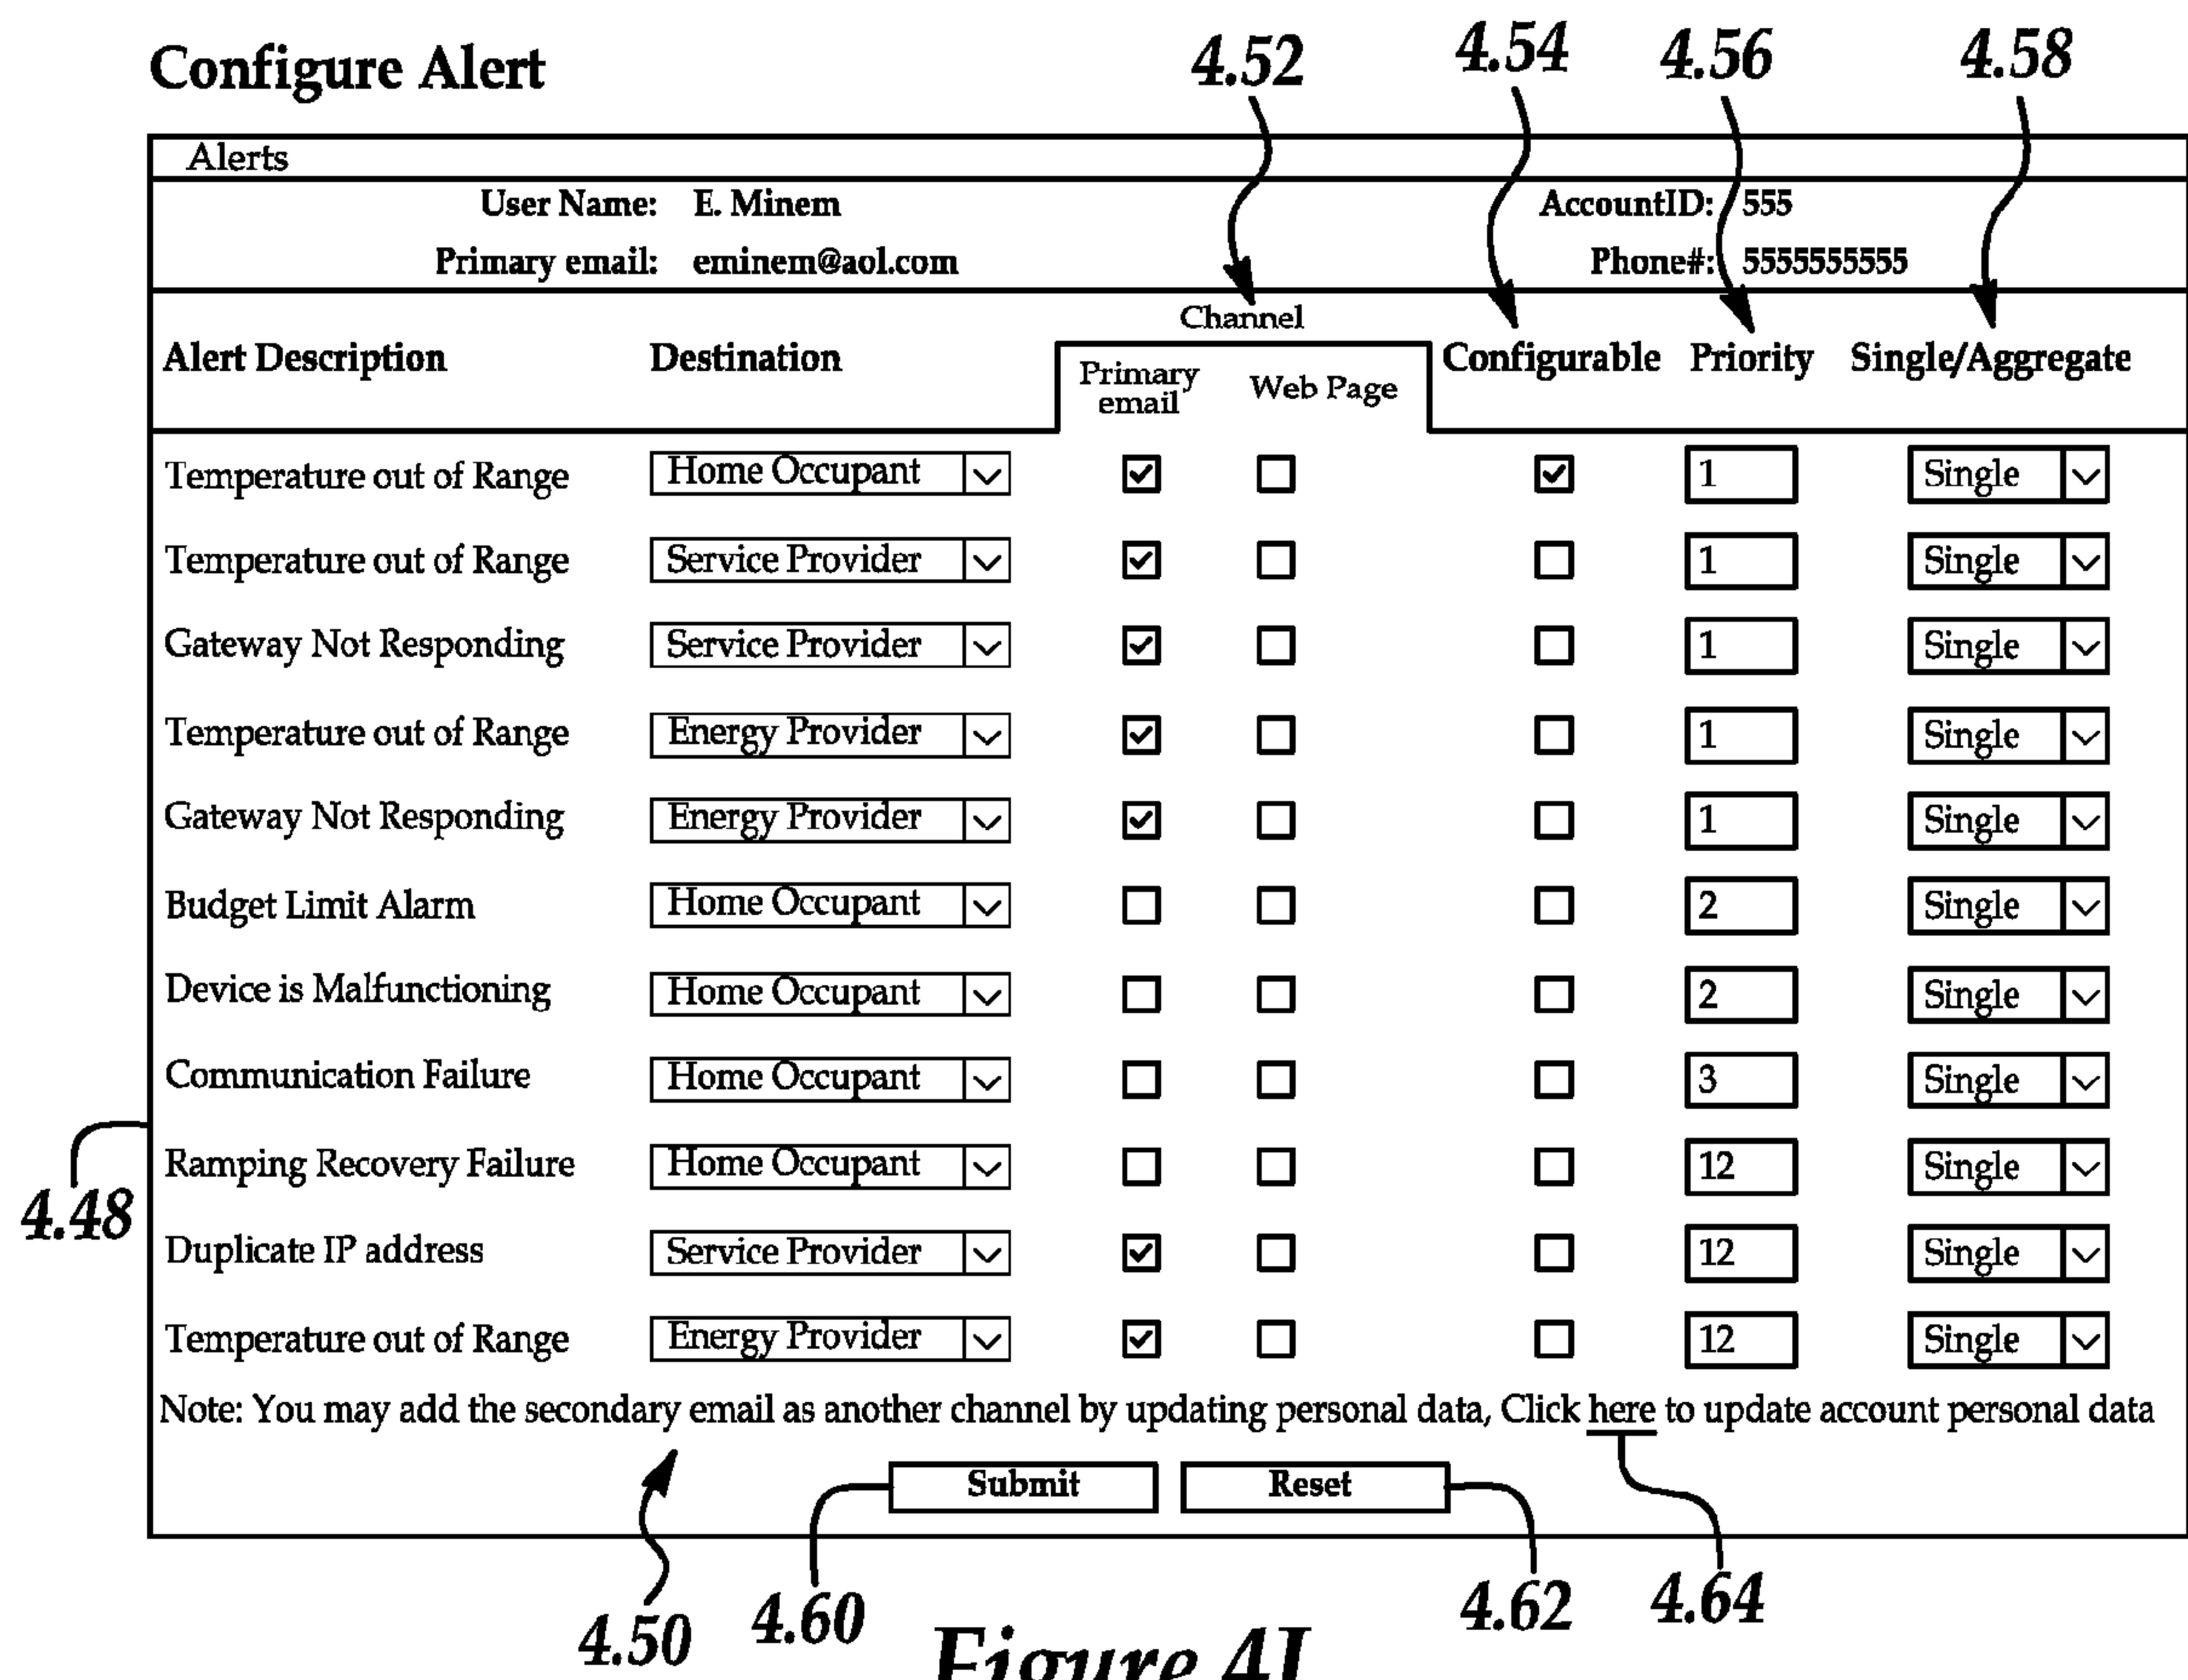 Configure Alert
4.52
4.54
4.56
4.58
Alerts
User Name: E. Minem AccountID: 555
Primary email: eminem@aol.com Phone#: 5555555555
Channel
Alert Description Destination Primary email Web Page Configurable Priority Single/Aggregate
Temperature out of Range Home Occupant 1 Single
Temperature out of Range Service Provider 1 Single
Gateway Not Responding Service Provider 1 Single
Temperature out of Range Energy Provider 1 Single
Gateway Not Responding Energy Provider 1 Single
Budget Limit Alarm Home Occupant 2 Single
Device is Malfunctioning Home Occupant 2 Single
Communication Failure Home Occupant 3 Single
Ramping Recovery Failure Home Occupant 12 Single
4.48
Duplicate IP address Service Provider 12 Single
Temperature out of Range Energy Provider 12 Single
Note: You may add the secondary email as another channel by updating personal data, Click here to update account personal data
Submit Reset
4.50
4.60
4.62
4.64
Figure